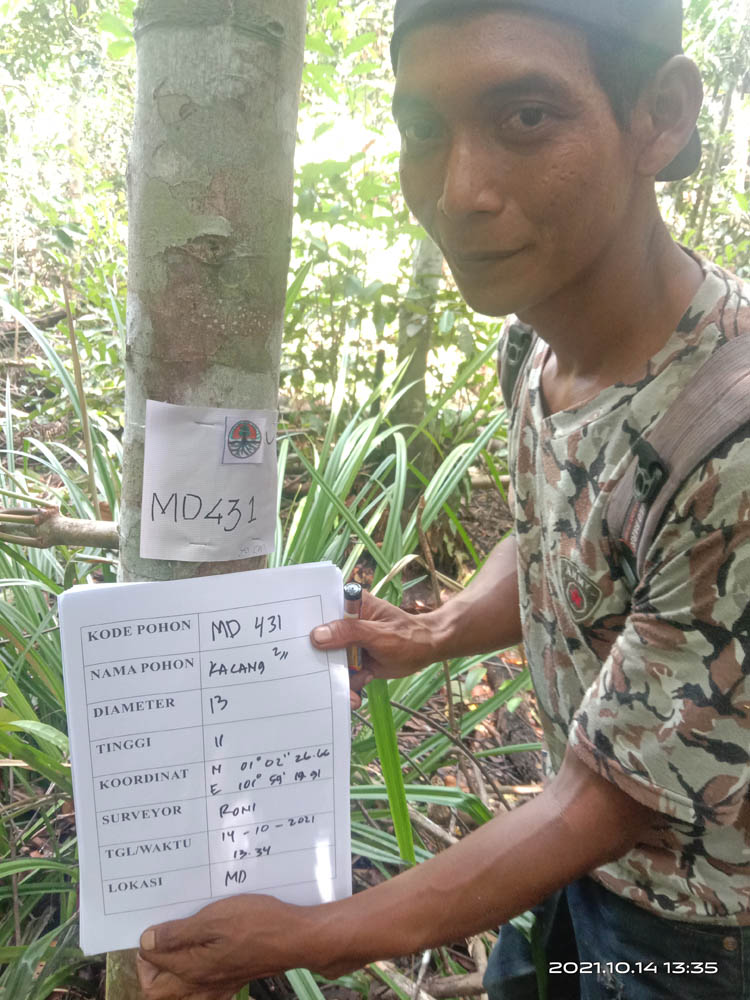 MD431
KODE POHON MD 431
NAMA POHON KACANG ²"
DIAMETER 13
TINGGI 11
KOORDINAT N 01° 02" 26.66
E 101° 59' 19.91
SURVEYOR RONI
TGL/WAKTU 14-10-2021
13.34
LOKASI MD
2021.10.14 13:35